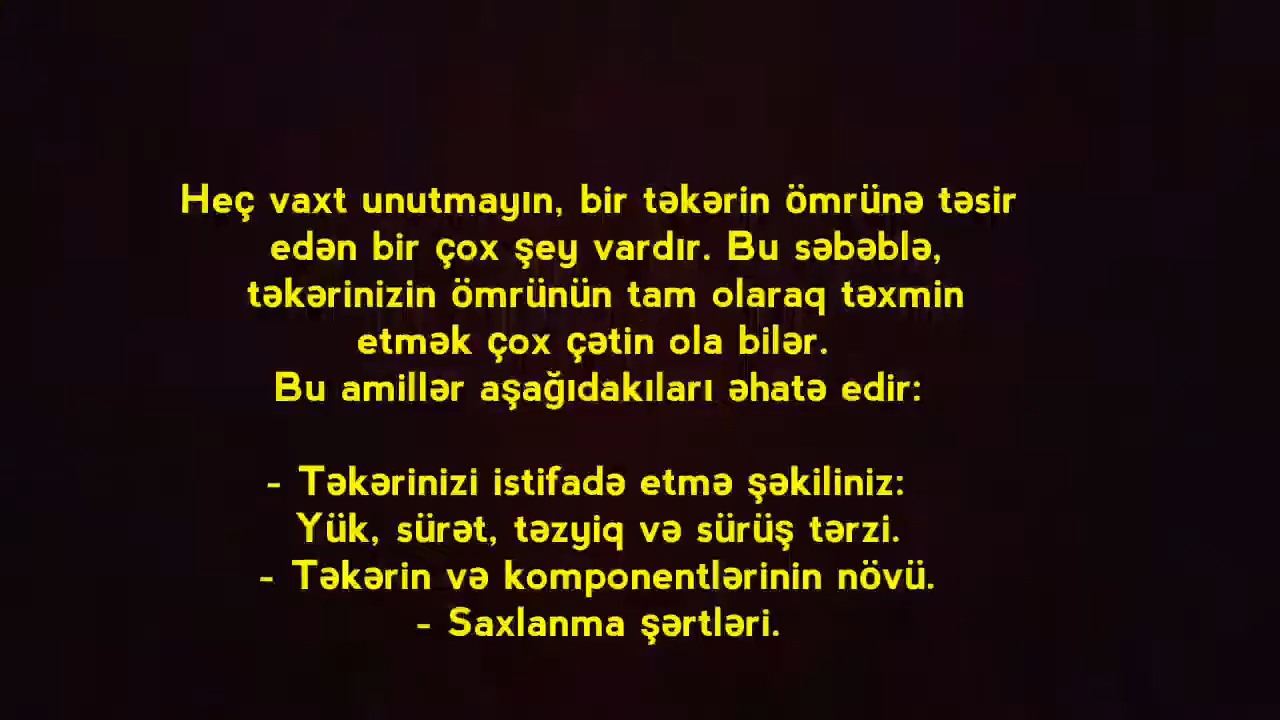 Heç vaxt unutmayın, bir təkərin ömrünə təsir
edən bir çox şey vardır. Bu səbəblə,
təkərinizin ömrünün tam olaraq təxmin
etmək çox çətin ola bilər.
Bu amillər aşağıdakıları əhatə edir:
- Təkərinizi istifadə etmə şəkiliniz:
Yük, sürət, təzyiq və sürüş tərzi.
- Təkərin və komponentlərinin növü.
- Saxlanma şərtləri.